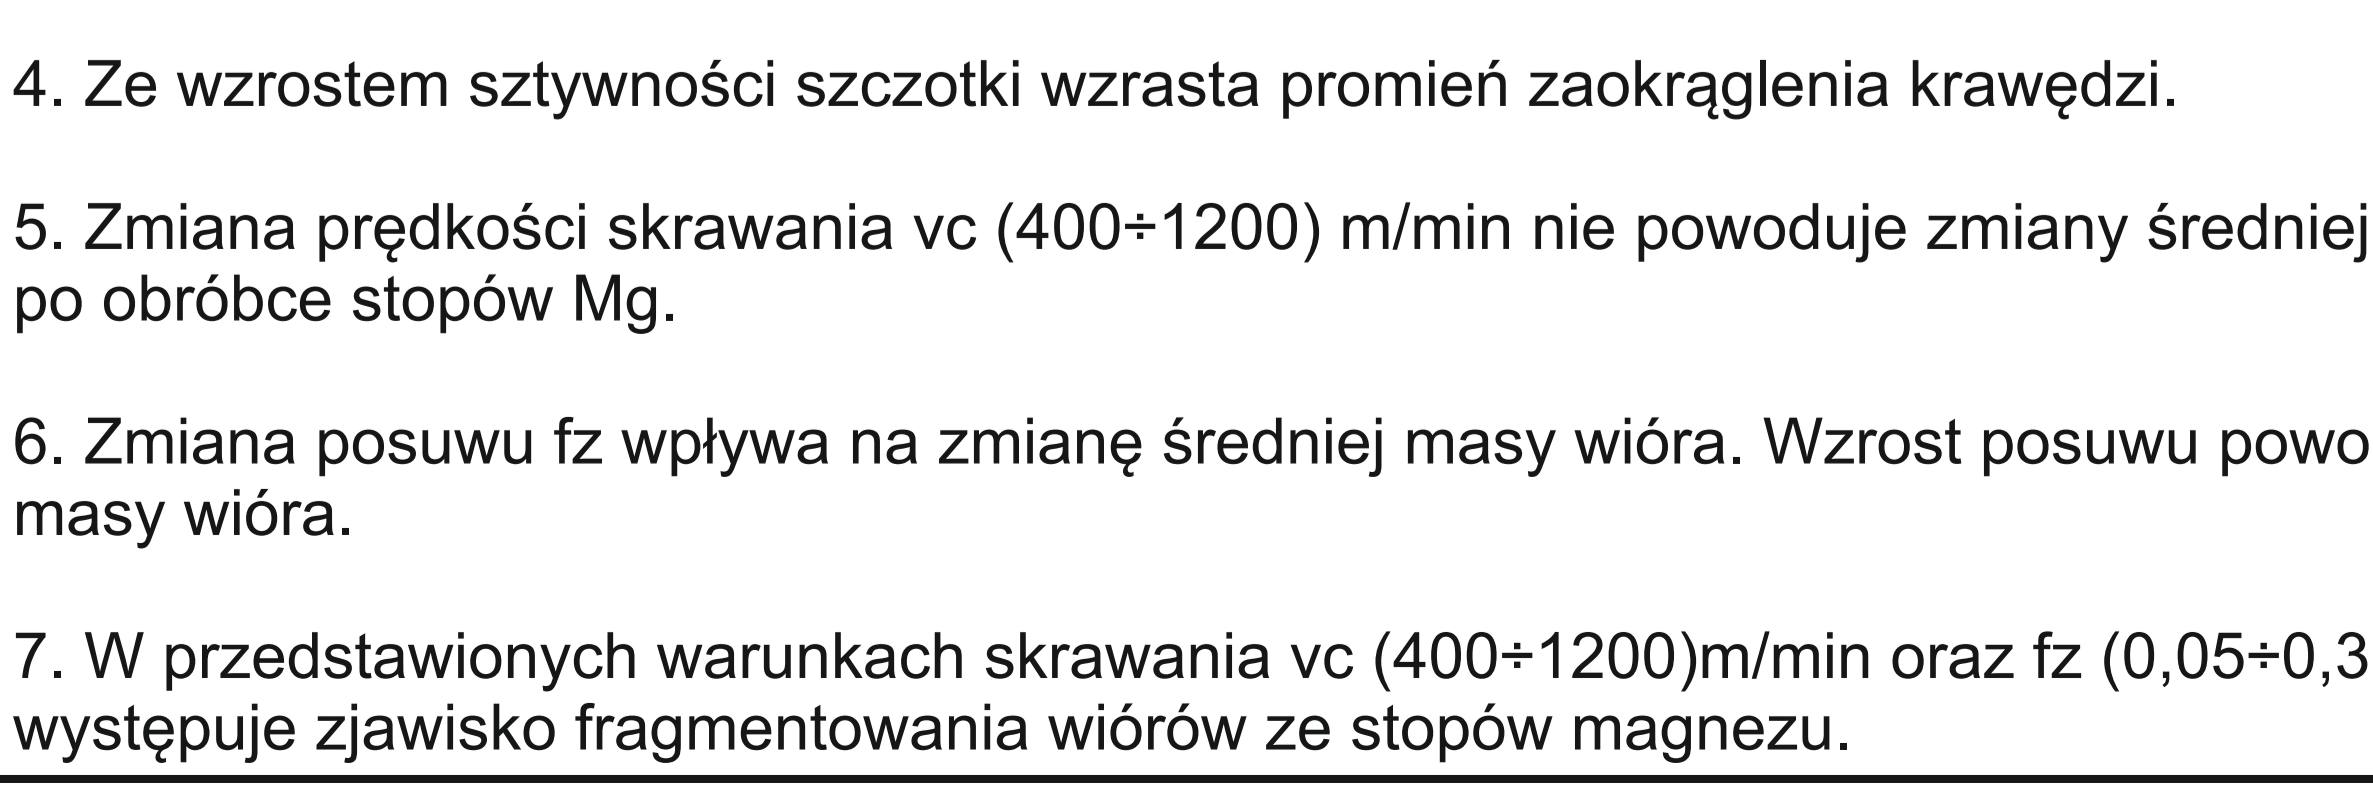 4. Ze wzrostem sztywności szczotki wzrasta promień zaokrąglenia krawędzi.
5. Zmiana prędkości skrawania vc (400÷1200) m/min nie powoduje zmiany średniej
po obróbce stopów Mg.
6. Zmiana posuwu fz wpływa na zmianę średniej masy wióra. Wzrost posuwu powo
masy wióra.
7. W przedstawionych warunkach skrawania vc (400÷1200)m/min oraz fz (0,05÷0,3
występuje zjawisko fragmentowania wiórów ze stopów magnezu.